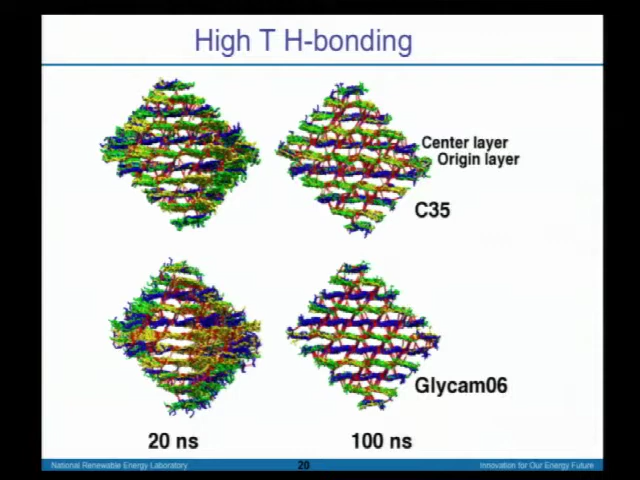 High T H-bonding
Center layer
Origin layer
C35
Glycam06
20 ns
100 ns
National Renewable Energy Laboratory
20
Innovation for Our Energy Future